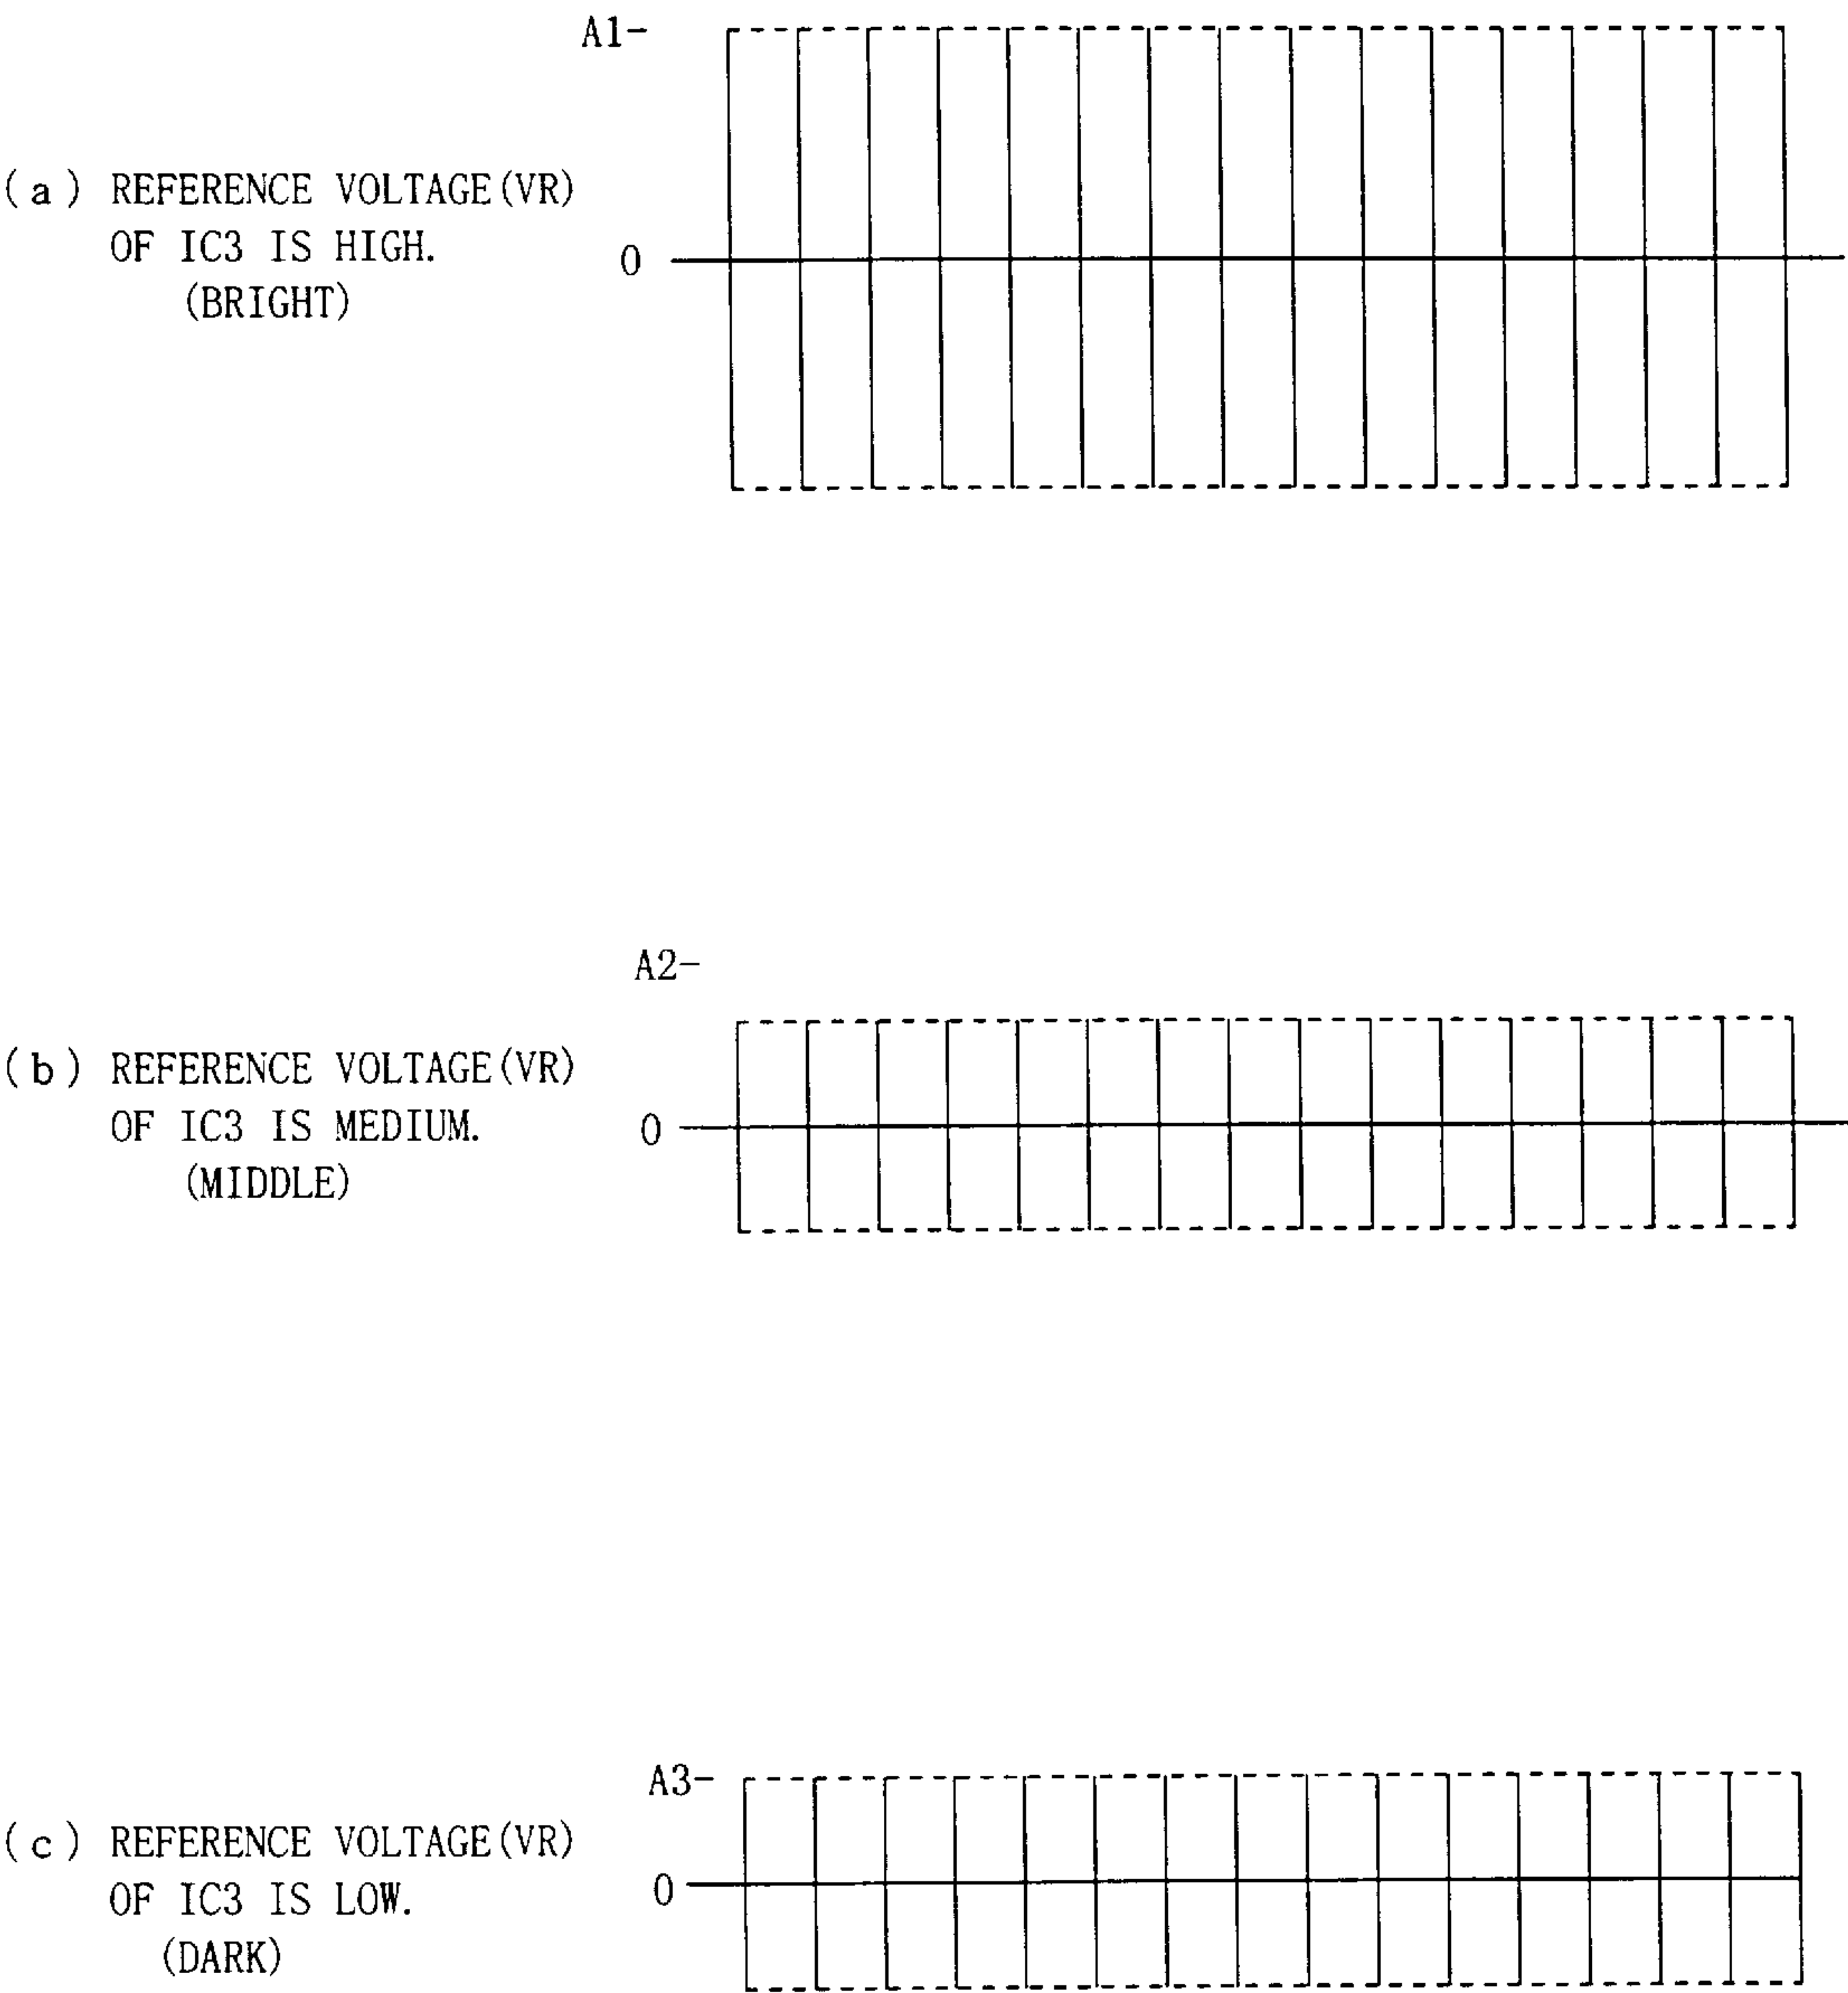 A1-
(a) REFERENCE VOLTAGE(VR)
OF IC3 IS HIGH.
(BRIGHT)
0
A2-
(b) REFERENCE VOLTAGE(VR)
OF IC3 IS MEDIUM.
(MIDDLE)
0
A3-
(c) REFERENCE VOLTAGE(VR)
OF IC3 IS LOW.
(DARK)
0